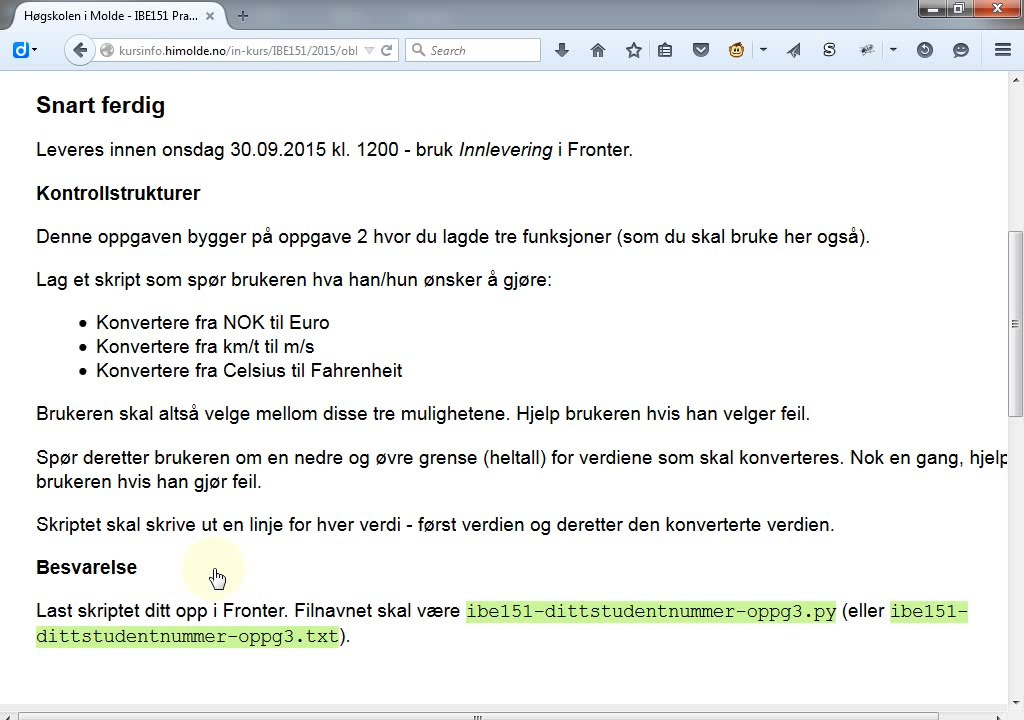 Høgskolen i Molde - IBE151 Pra...
kursinfo.himolde.no/in-kurs/IBE151/2015/obl
Search
Snart ferdig
Leveres innen onsdag 30.09.2015 kl. 1200 - bruk Innlevering i Fronter.
Kontrollstrukturer
Denne oppgaven bygger på oppgave 2 hvor du lagde tre funksjoner (som du skal bruke her også).
Lag et skript som spør brukeren hva han/hun ønsker å gjøre:
• Konvertere fra NOK til Euro
• Konvertere fra km/t til m/s
• Konvertere fra Celsius til Fahrenheit
Brukeren skal altså velge mellom disse tre mulighetene. Hjelp brukeren hvis han velger feil.
Spør deretter brukeren om en nedre og øvre grense (heltall) for verdiene som skal konverteres. Nok en gang, hjelp
brukeren hvis han gjør feil.
Skriptet skal skrive ut en linje for hver verdi - først verdien og deretter den konverterte verdien.
Besvarelse
Last skriptet ditt opp i Fronter. Filnavnet skal være ibe151-dittstudentnummer-oppg3.py (eller ibe151-
dittstudentnummer-oppg3.txt).